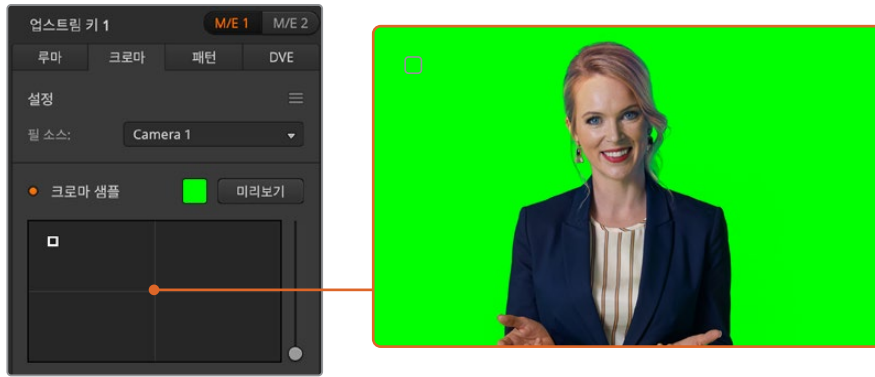 업스트림 키 1 M/E 1 M/E 2
루마 크로마 패턴 DVE
설정
필 소스: Camera 1
크로마 샘플 미리보기